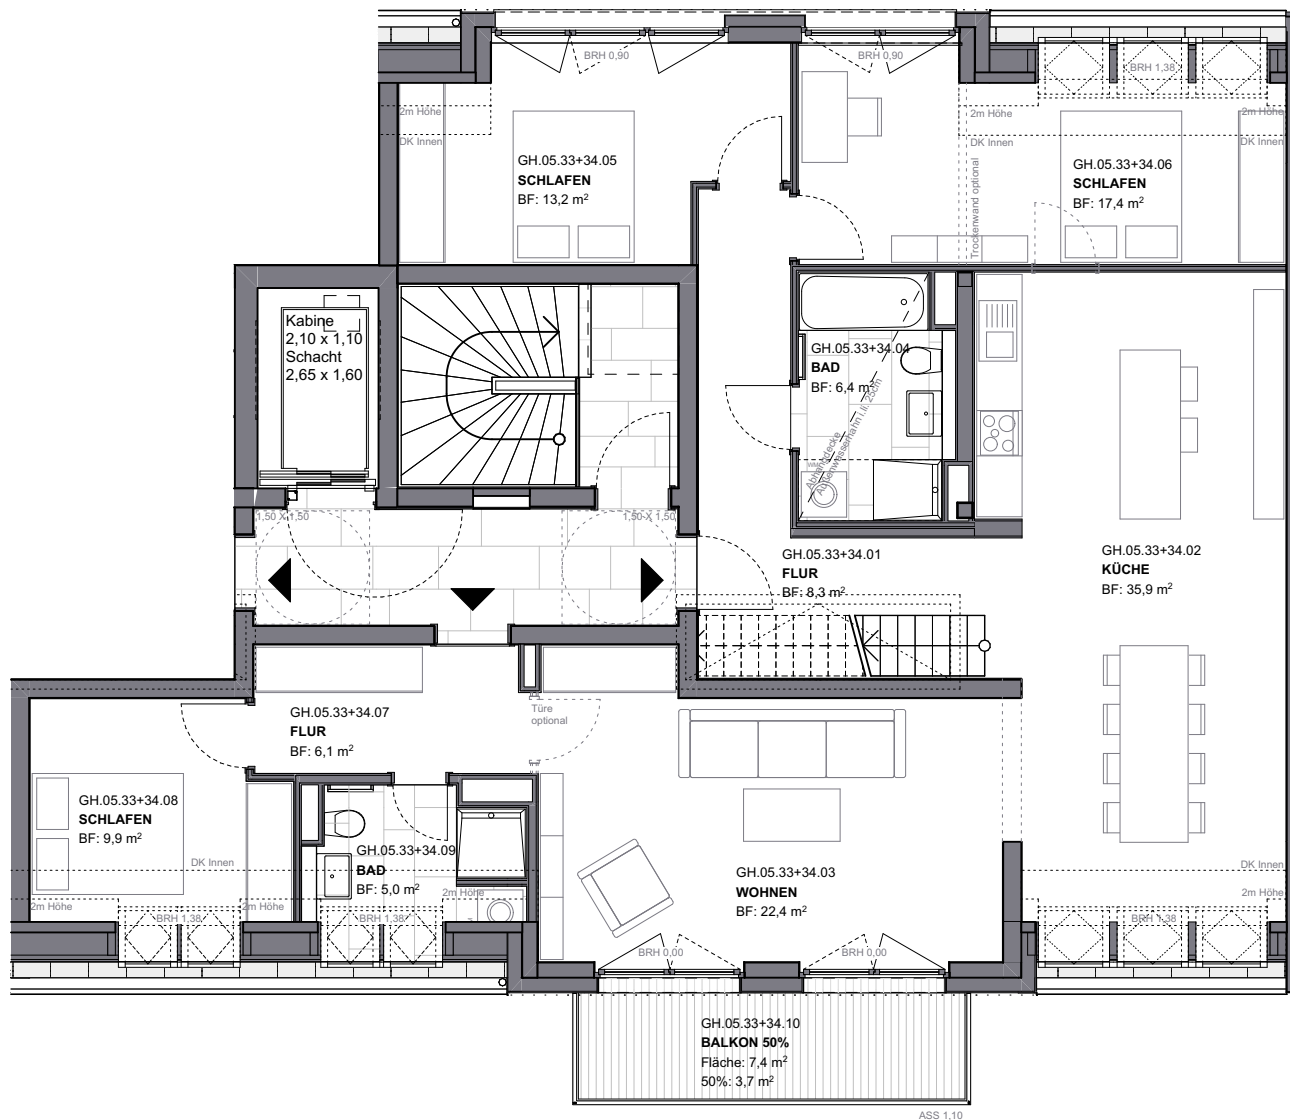 BRH 0,90
BRH 0,90
BRH 1,38
2m Höhe
DK Innen
2m Höhe
DK Innen
2m Höhe
DK Innen
GH.05.33+34.05
SCHLAFEN
BF: 13,2 m²
Trockenwand optional
GH.05.33+34.06
SCHLAFEN
BF: 17,4 m²
Kabine
2,10 x 1,10
Schacht
2,65 x 1,60
GH.05.33+34.04
BAD
BF: 6,4 m²
Abhangdecke
Außenwasserhahn i.li. 25cm
1,50 X 1,50
1,50 X 1,50
GH.05.33+34.01
FLUR
BF: 8,3 m²
GH.05.33+34.02
KÜCHE
BF: 35,9 m²
GH.05.33+34.07
FLUR
BF: 6,1 m²
Türe
optional
GH.05.33+34.08
SCHLAFEN
BF: 9,9 m²
DK Innen
GH.05.33+34.09
BAD
BF: 5,0 m²
GH.05.33+34.03
WOHNEN
BF: 22,4 m²
DK Innen
2m Höhe
2m Höhe
2m Höhe
2m Höhe
BRH 1,38
BRH 1,38
BRH 1,38
BRH 0,00
BRH 0,00
GH.05.33+34.10
BALKON 50%
Fläche: 7,4 m²
50%: 3,7 m²
ASS 1,10